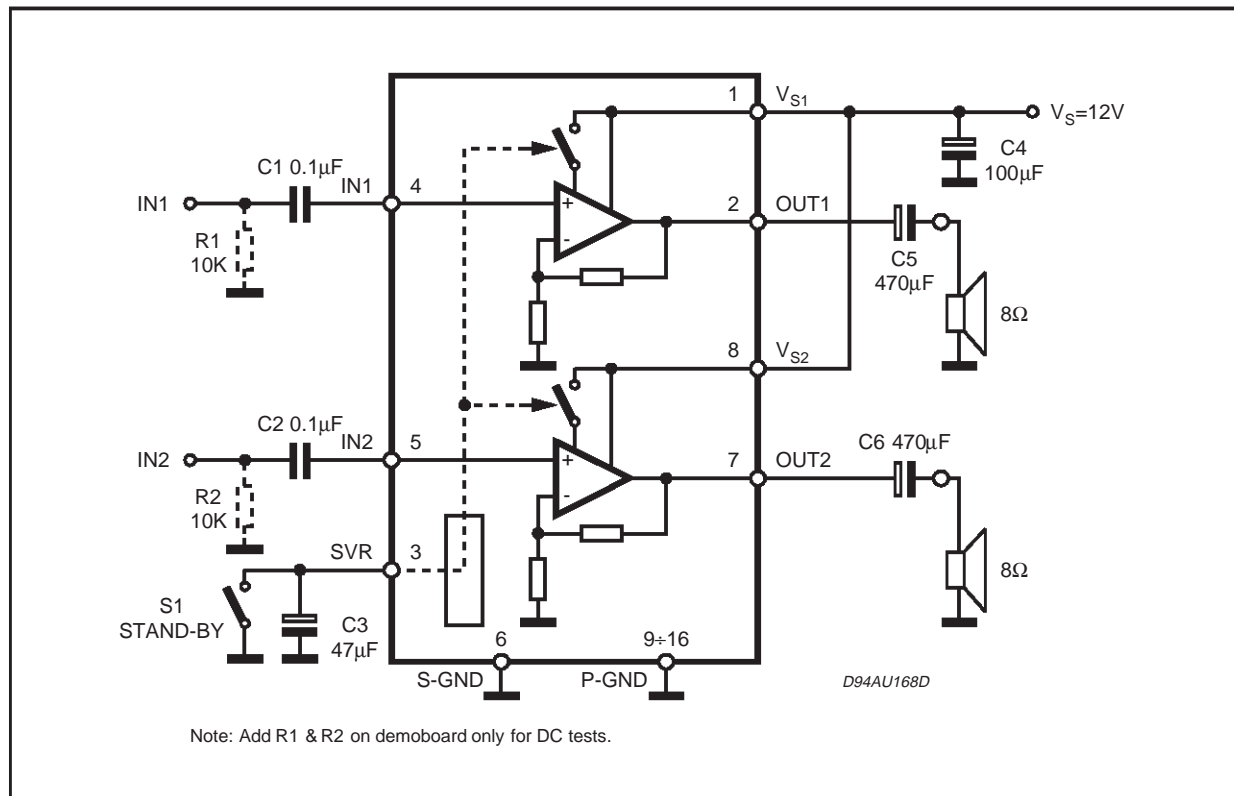 1
VS1
VS=12V
C4
100µF
C1 0.1µF
IN1
4
IN1
+
-
2
OUT1
R1
10K
C5
470µF
8Ω
8
VS2
C2 0.1µF
IN2
5
IN2
+
-
7
OUT2
C6 470µF
R2
10K
SVR
3
8Ω
S1
STAND-BY
C3
47µF
6
9÷16
S-GND
P-GND
D94AU168D
Note: Add R1 & R2 on demoboard only for DC tests.